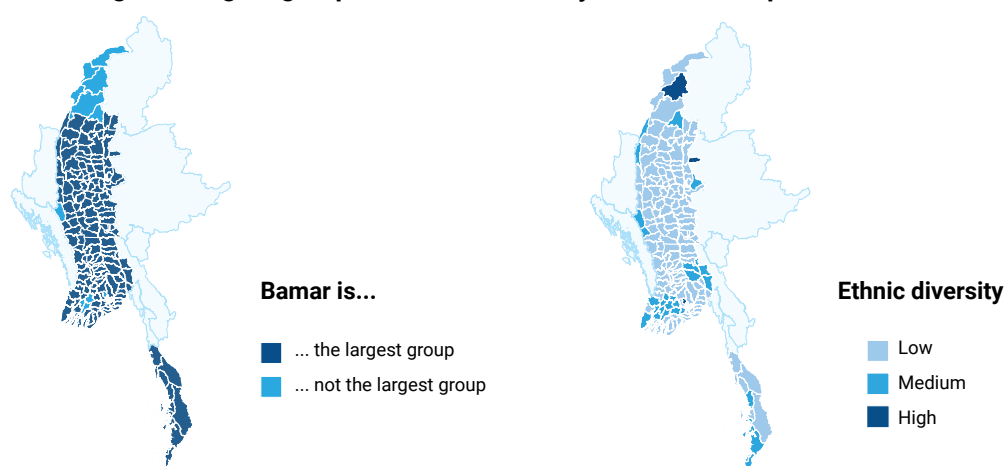 Bamar is...
... the largest group
... not the largest group
Ethnic diversity
Low
Medium
High